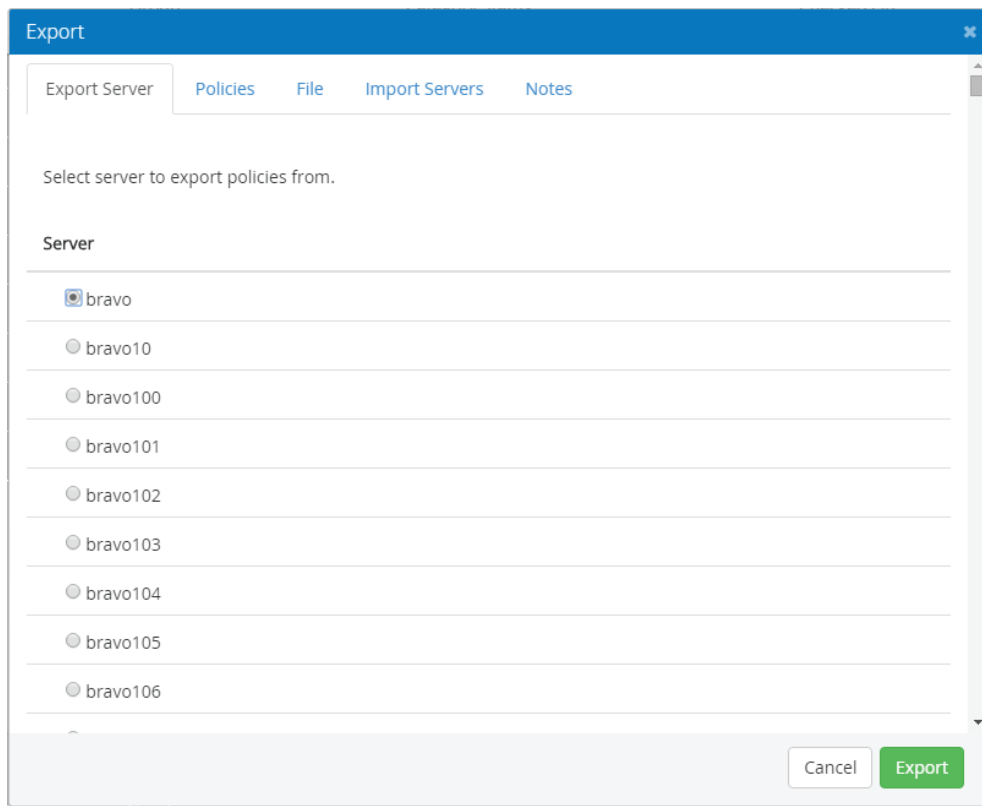 Export
Export Server Policies File Import Servers Notes
Select server to export policies from.
Server
bravo
bravo10
bravo100
bravo101
bravo102
bravo103
bravo104
bravo105
bravo106
Cancel Export